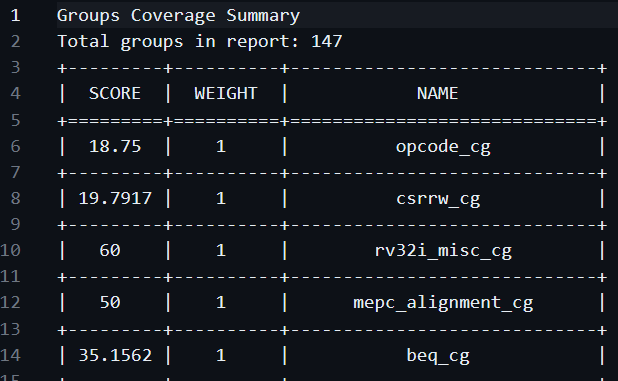 1 Groups Coverage Summary
2 Total groups in report: 147
3 +---------+----------+-----------------------------+
4 |  SCORE  |  WEIGHT  |            NAME             |
5 +=========+==========+=============================+
6 |  18.75  |    1     |          opcode_cg          |
7 +---------+----------+-----------------------------+
8 | 19.7917 |    1     |          csrrw_cg           |
9 +---------+----------+-----------------------------+
10 |   60    |    1     |        rv32i_misc_cg        |
11 +---------+----------+-----------------------------+
12 |   50    |    1     |      mepc_alignment_cg      |
13 +---------+----------+-----------------------------+
14 | 35.1562 |    1     |           beq_cg            |